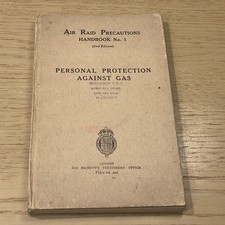 AIR RAID PRECAUTIONS
HANDBOOK No. 1
(2nd Edition)
PERSONAL PROTECTION
AGAINST GAS
LONDON
HIS MAJESTY'S STATIONERY OFFICE